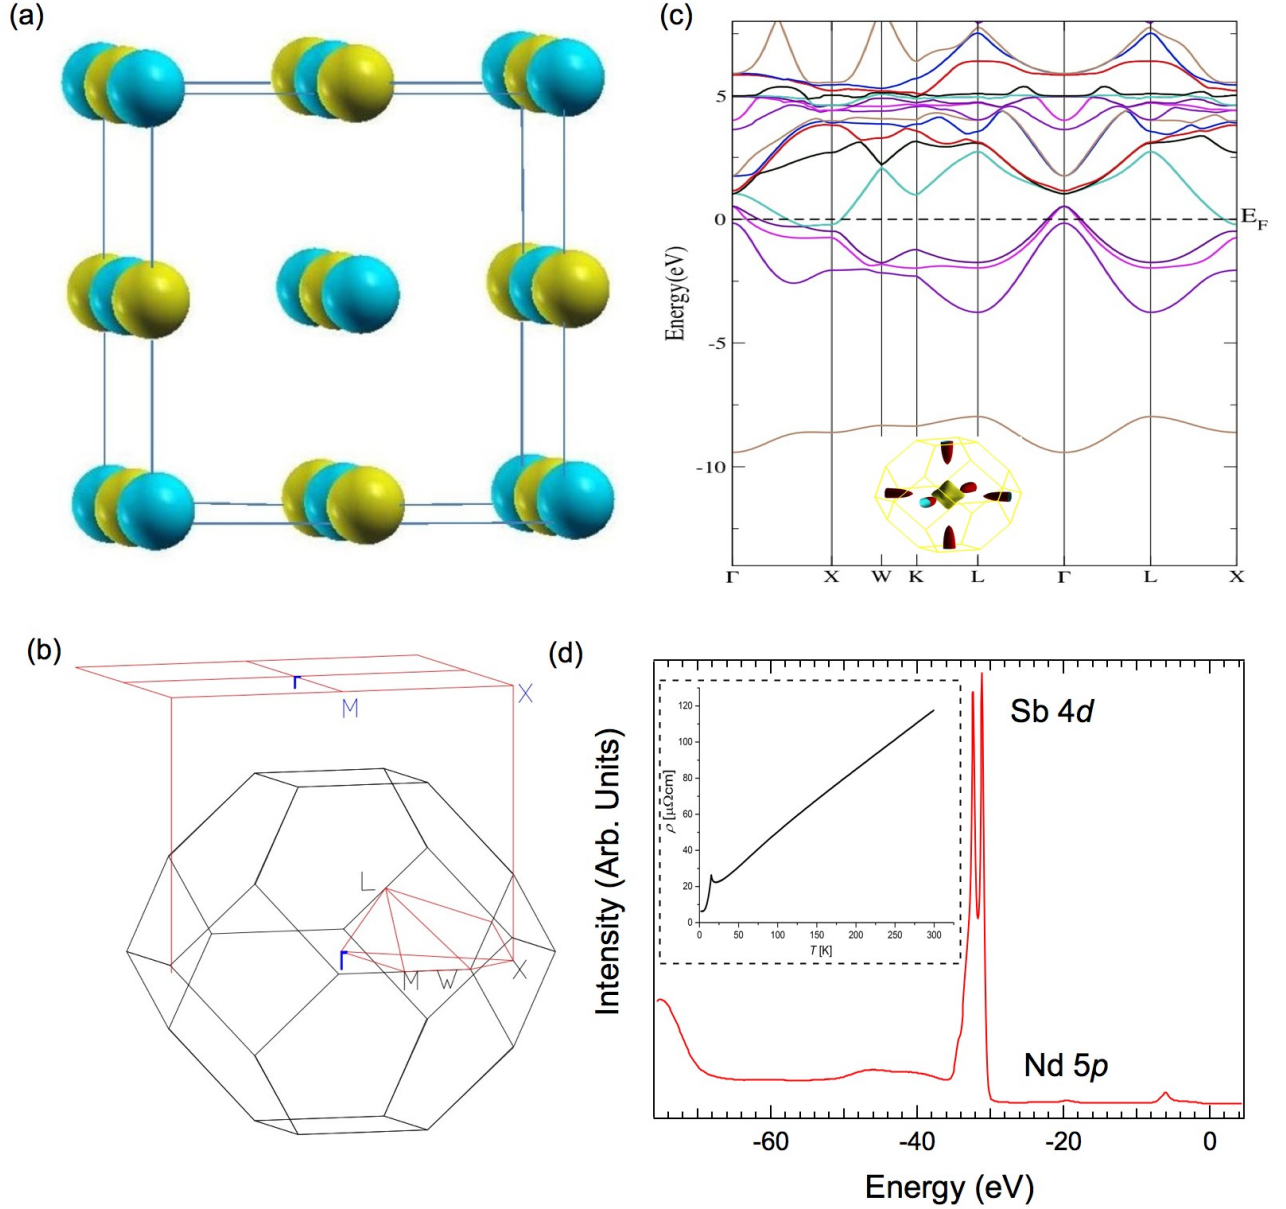 (a)
(c)
5
0
-5
-10
Energy(eV)
E_F
Γ X W K L Γ L X
(b)
Γ
M
X
L
Γ
M
W
X
(d)
Sb 4d
Nd 5p
Intensity (Arb. Units)
-60 -40 -20 0
Energy (eV)
ρ [μΩcm]
120
100
80
60
40
20
0
0 50 100 150 200 250 300
T [K]